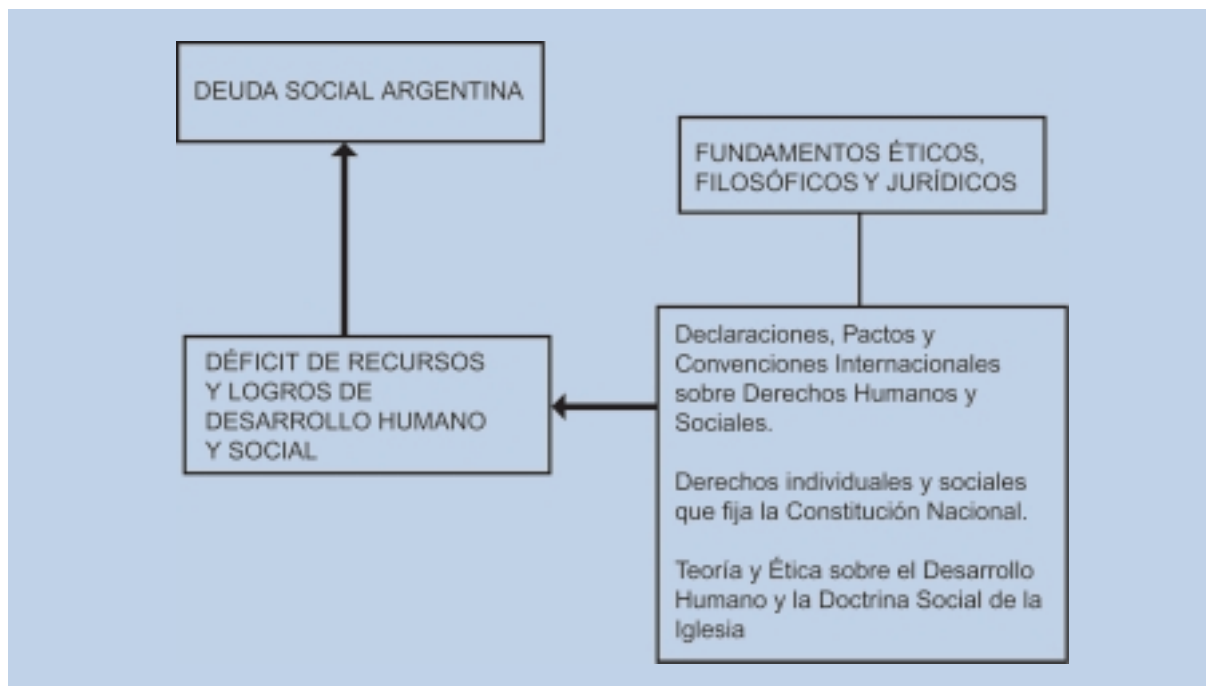 DEUDA SOCIAL ARGENTINA
FUNDAMENTOS ÉTICOS,
FILOSÓFICOS Y JURÍDICOS
DÉFICIT DE RECURSOS
Y LOGROS DE
DESARROLLO HUMANO
Y SOCIAL
Declaraciones, Pactos y
Convenciones Internacionales
sobre Derechos Humanos y
Sociales.
Derechos individuales y sociales
que fija la Constitución Nacional.
Teoría y Ética sobre el Desarrollo
Humano y la Doctrina Social de la
Iglesia